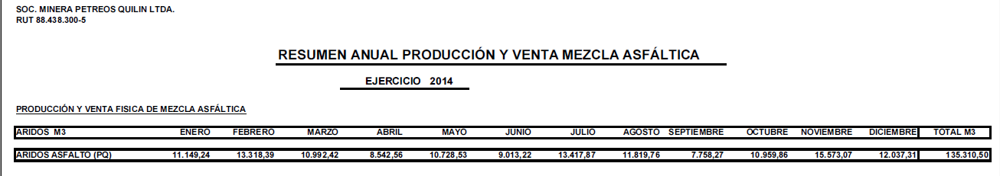 SOC. MINERA PETREOS QUILIN LTDA.
RUT 88.438.300-5
RESUMEN ANUAL PRODUCCIÓN Y VENTA MEZCLA ASFÁLTICA
EJERCICIO 2014
PRODUCCIÓN Y VENTA FISICA DE MEZCLA ASFÁLTICA
ARIDOS M3 ENERO FEBRERO MARZO ABRIL MAYO JUNIO JULIO AGOSTO SEPTIEMBRE OCTUBRE NOVIEMBRE DICIEMBRE TOTAL M3
ARIDOS ASFALTO (PQ) 11.149,24 13.318,39 10.992,42 8.542,56 10.728,53 9.013,22 13.417,87 11.819,76 7.758,27 10.959,86 15.573,07 12.037,31 135.310,50